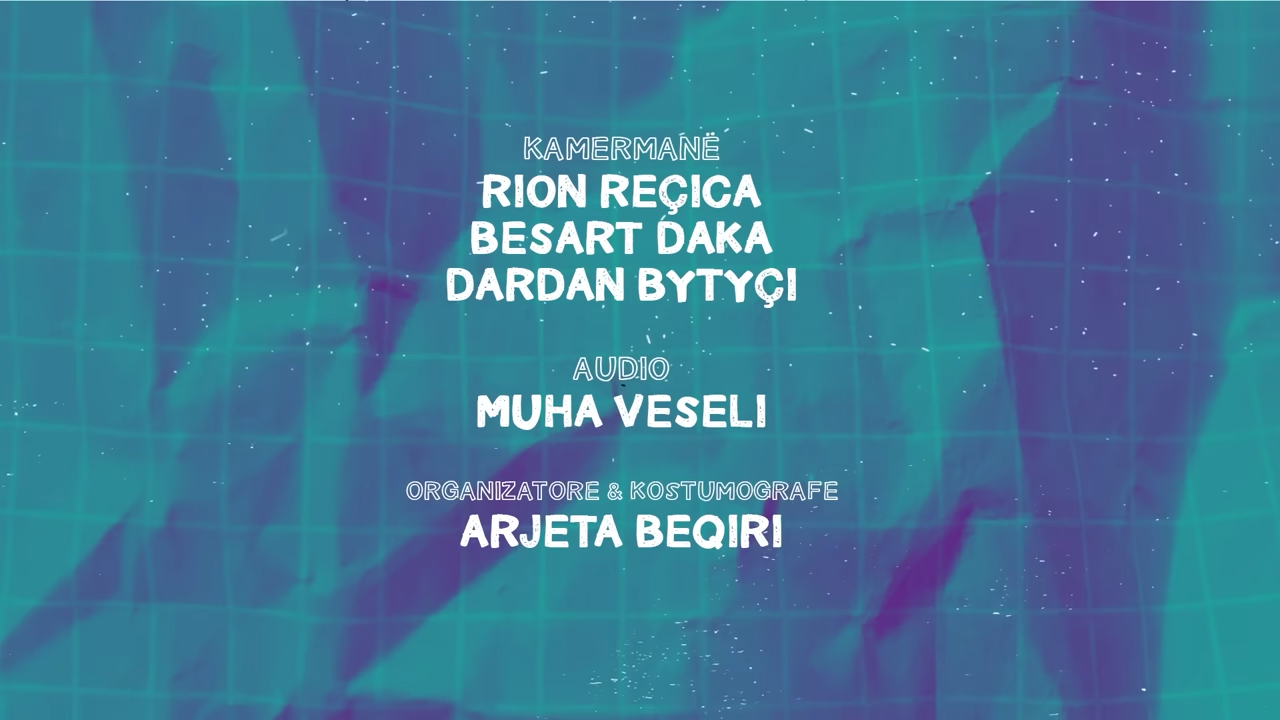 KAMERMANË
RION REÇICA
BESART DAKA
DARDAN BYTYÇI
AUDIO
MUHA VESELI
ORGANIZATORE & KOSTUMOGRAFE
ARJETA BEQIRI